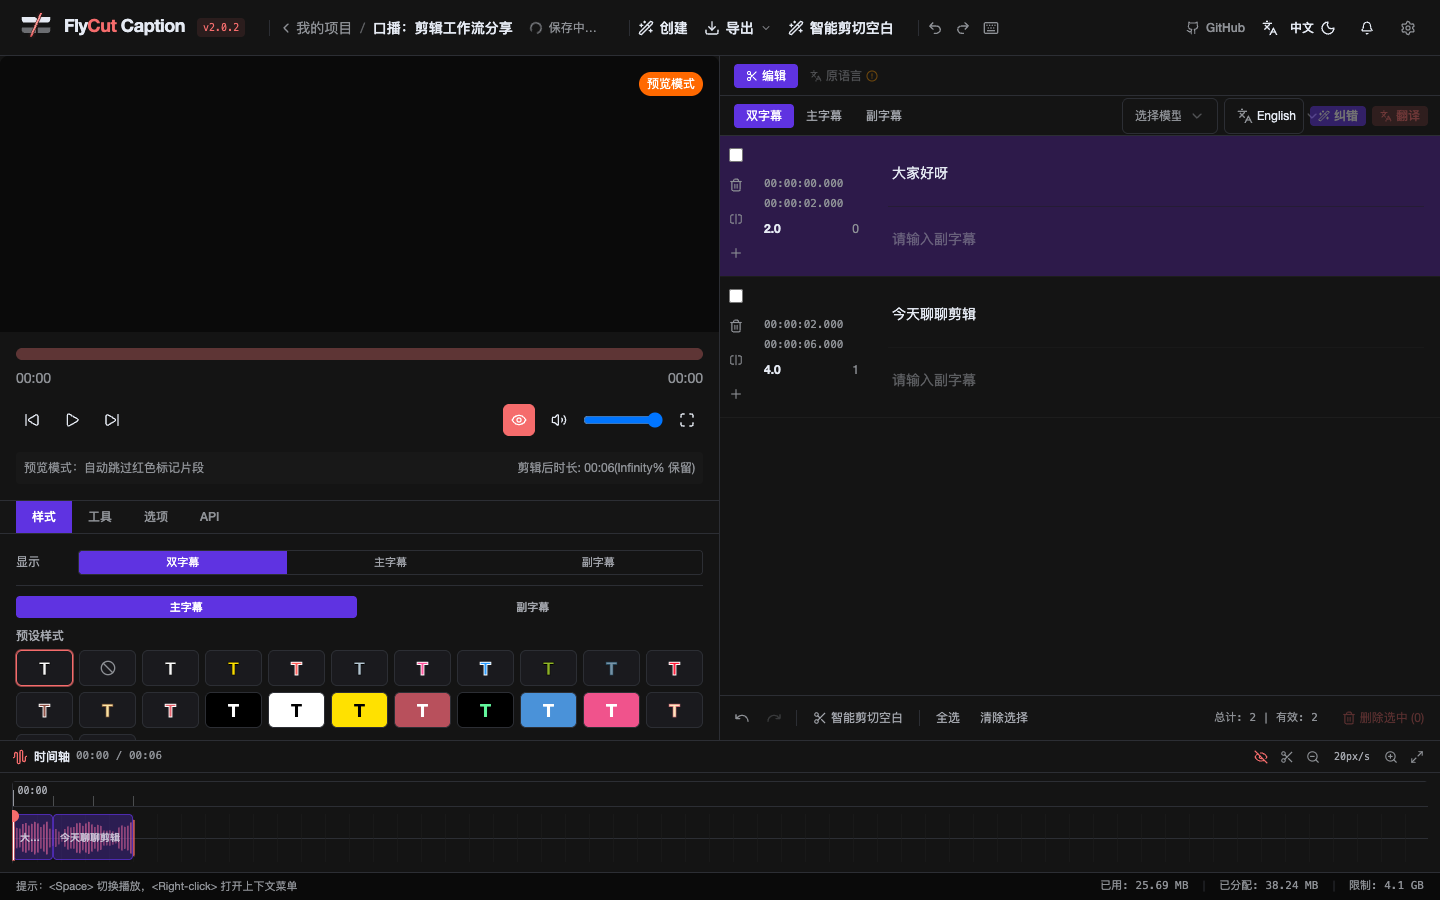 FlyCut Caption v2.0.2 我的项目 / 口播：剪辑工作流分享 保存中... 创建 导出 智能剪切空白 GitHub 中文
预览模式
00:00 00:00
预览模式：自动跳过红色标记片段 剪辑后时长: 00:06(Infinity% 保留)
样式 工具 选项 API
显示 双字幕 主字幕 副字幕
主字幕 副字幕
预设样式
T T T T T T T T T T
T T T T T T T T T T T
编辑 原语言
双字幕 主字幕 副字幕 选择模型 English 纠错 翻译
大家好呀
00:00:00.000
00:00:02.000
2.0 0
请输入副字幕
今天聊聊剪辑
00:00:02.000
00:00:06.000
4.0 1
请输入副字幕
智能剪切空白 全选 清除选择 总计: 2 | 有效: 2 删除选中 (0)
时间轴 00:00 / 00:06 20px/s
00:00
大... 今天聊聊剪辑
提示：<Space> 切换播放，<Right-click> 打开上下文菜单 已用: 25.69 MB 已分配: 38.24 MB 限制: 4.1 GB